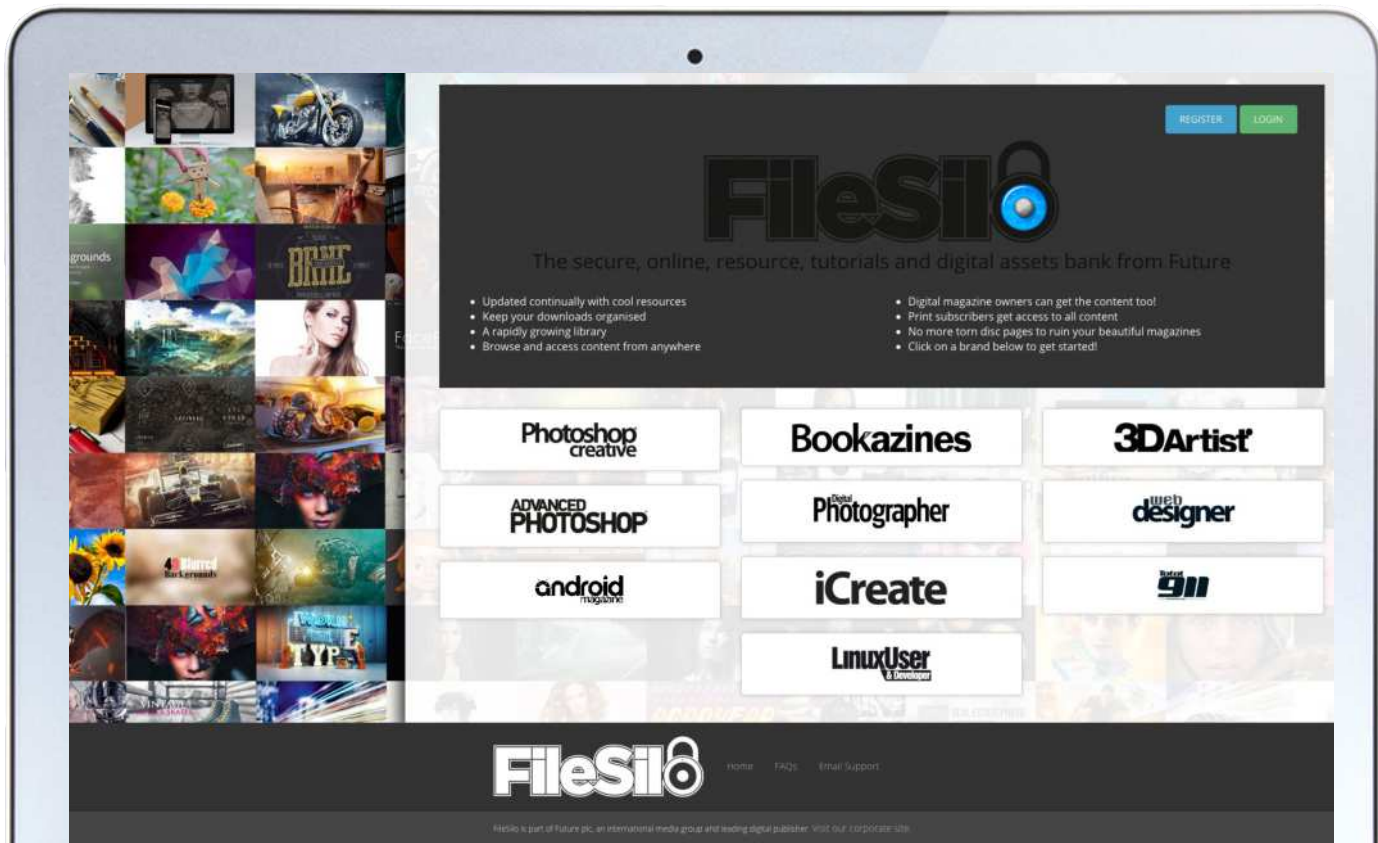 REGISTER
LOGIN
FileSilo
The secure, online, resource, tutorials and digital assets bank from Future
Updated continually with cool resources
Keep your downloads organised
A rapidly growing library
Browse and access content from anywhere
Digital magazine owners can get the content too!
Print subscribers get access to all content
No more torn disc pages to ruin your beautiful magazines
Click on a brand below to get started!
grounds
BRNE
FaceF
49 Blurred
Backgrounds
TYP E
VINTAGE
Photoshop
creative
Bookazines
3DArtist
ADVANCED
PHOTOSHOP
Digital
Photographer
web
designer
android
magazine
iCreate
Total
911
LinuxUser
& Developer
FileSilo
Home
FAQs
Email Support
FileSilo is part of Future plc, an international media group and leading digital publisher. Visit our corporate site